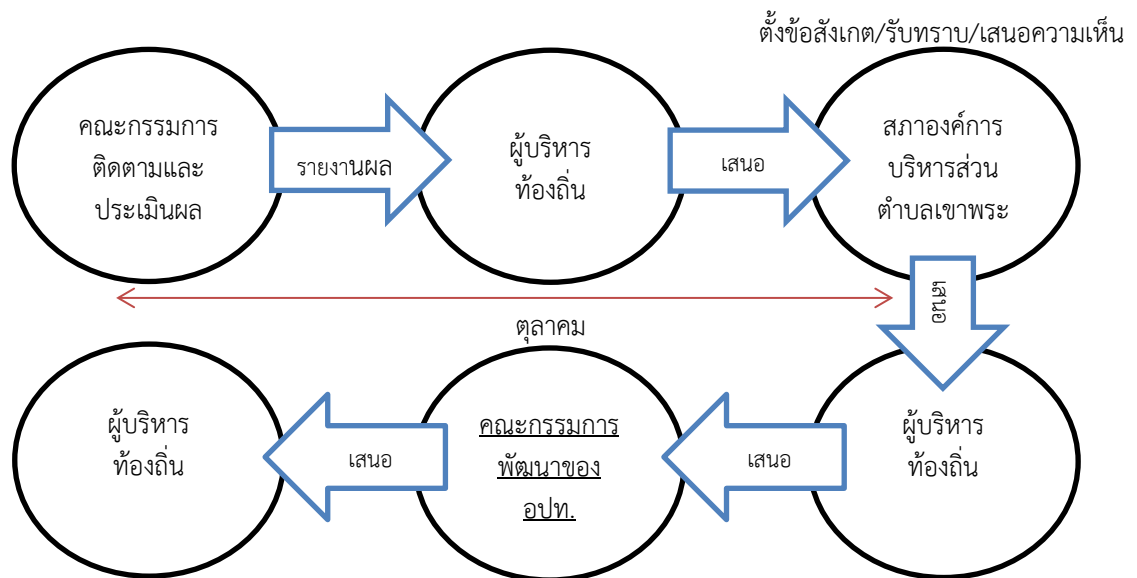 ตั้งข้อสังเกต/รับทราบ/เสนอความเห็น
คณะกรรมการ
ติดตามและ
ประเมินผล
รายงานผล
ผู้บริหาร
ท้องถิ่น
เสนอ
สภาองค์การ
บริหารส่วน
ตำบลเขาพระ
เสนอ
ตุลาคม
ผู้บริหาร
ท้องถิ่น
เสนอ
คณะกรรมการ
พัฒนาของ
อปท.
เสนอ
ผู้บริหาร
ท้องถิ่น